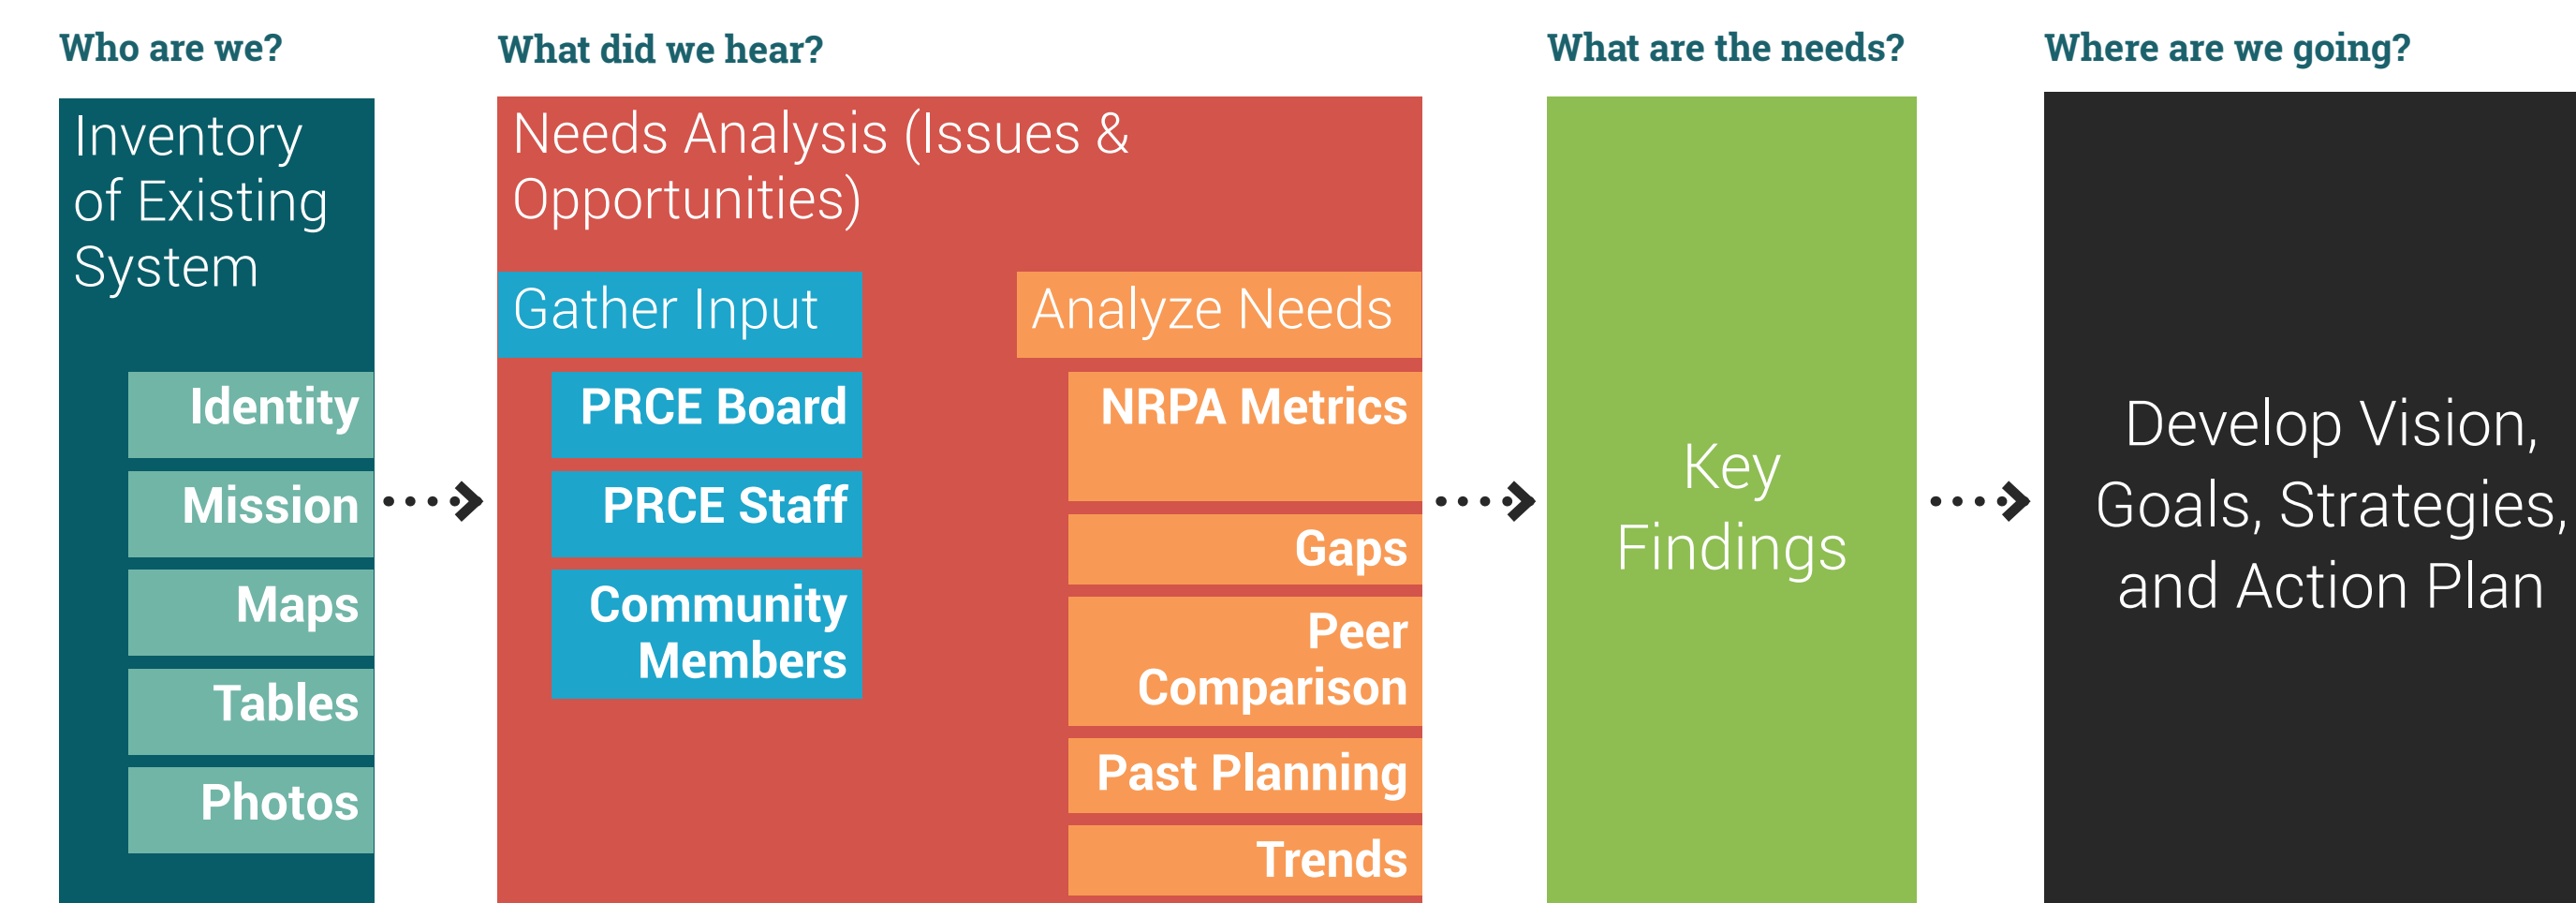 Who are we?
Inventory
of Existing
System
Identity
Mission
Maps
Tables
Photos
What did we hear?
Needs Analysis (Issues &
Opportunities)
Gather Input
PRCE Board
PRCE Staff
Community
Members
Analyze Needs
NRPA Metrics
Gaps
Peer
Comparison
Past Planning
Trends
What are the needs?
Key
Findings
Where are we going?
Develop Vision,
Goals, Strategies,
and Action Plan